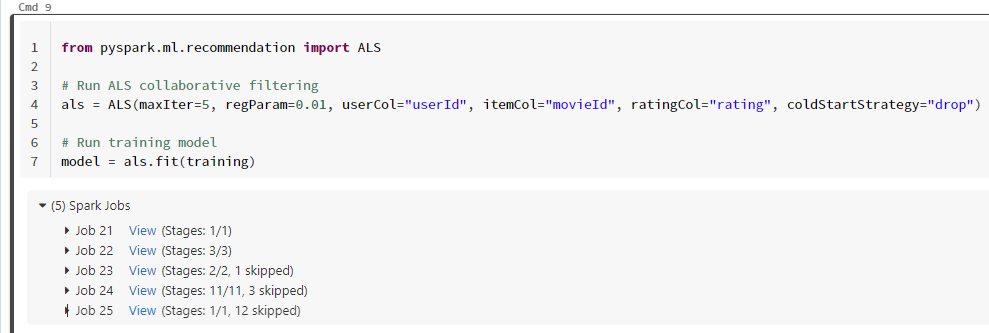 Cmd 9
1 from pyspark.ml.recommendation import ALS
2
3 # Run ALS collaborative filtering
4 als = ALS(maxIter=5, regParam=0.01, userCol="userId", itemCol="movieId", ratingCol="rating", coldStartStrategy="drop")
5
6 # Run training model
7 model = als.fit(training)
(5) Spark Jobs
Job 21 View (Stages: 1/1)
Job 22 View (Stages: 3/3)
Job 23 View (Stages: 2/2, 1 skipped)
Job 24 View (Stages: 11/11, 3 skipped)
Job 25 View (Stages: 1/1, 12 skipped)